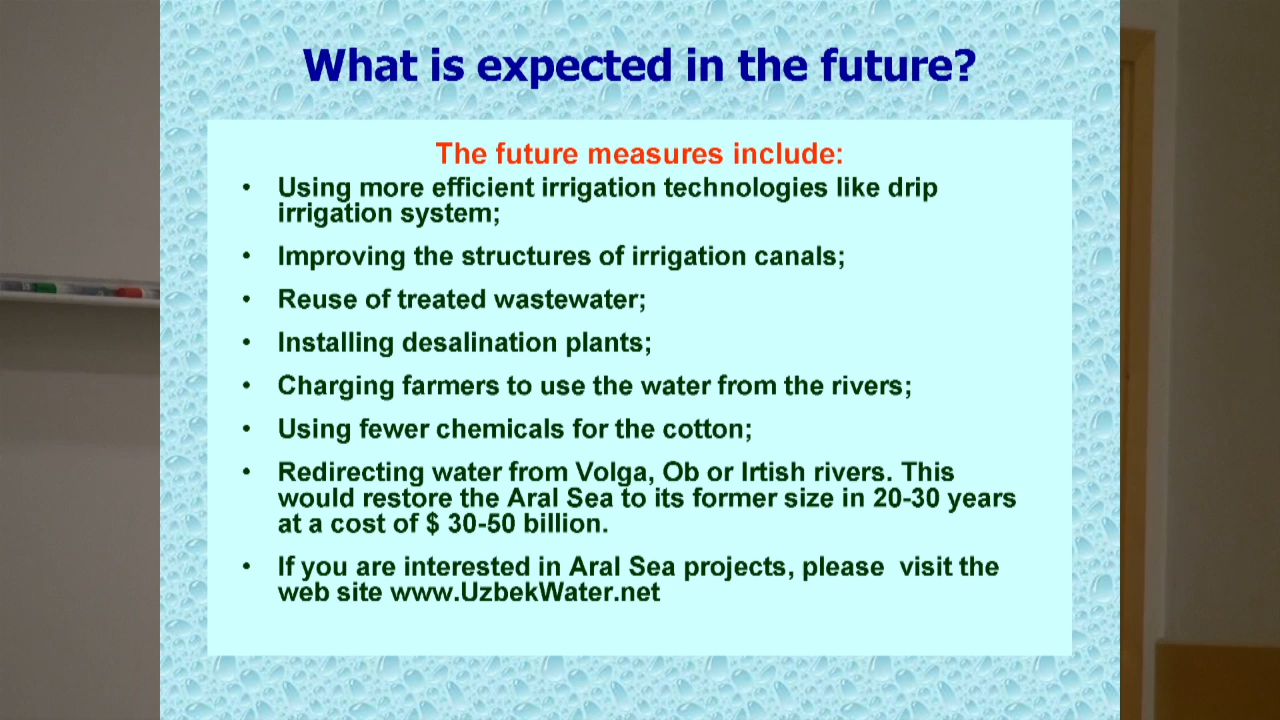 What is expected in the future?
The future measures include:
• Using more efficient irrigation technologies like drip
irrigation system;
• Improving the structures of irrigation canals;
• Reuse of treated wastewater;
• Installing desalination plants;
• Charging farmers to use the water from the rivers;
• Using fewer chemicals for the cotton;
• Redirecting water from Volga, Ob or Irtish rivers. This
would restore the Aral Sea to its former size in 20-30 years
at a cost of $ 30-50 billion.
• If you are interested in Aral Sea projects, please  visit the
web site www.UzbekWater.net